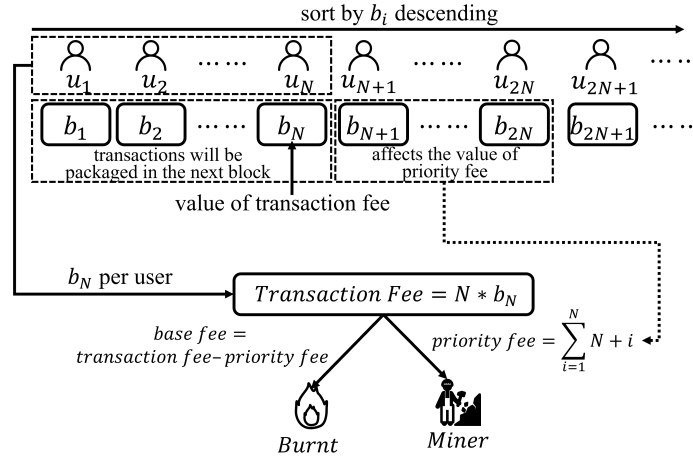 sort by b_i descending
u_1 u_2 ⋯⋯ u_N u_{N+1} ⋯⋯ u_{2N} u_{2N+1} ⋯⋯
b_1 b_2 ⋯⋯ b_N b_{N+1} ⋯⋯ b_{2N} b_{2N+1} ⋯⋯
transactions will be
packaged in the next block
affects the value of
priority fee
value of transaction fee
b_N per user
Transaction Fee = N * b_N
base fee =
transaction fee–priority fee
priority fee = \sum_{i=1}^{N} N + i
Burnt
Miner